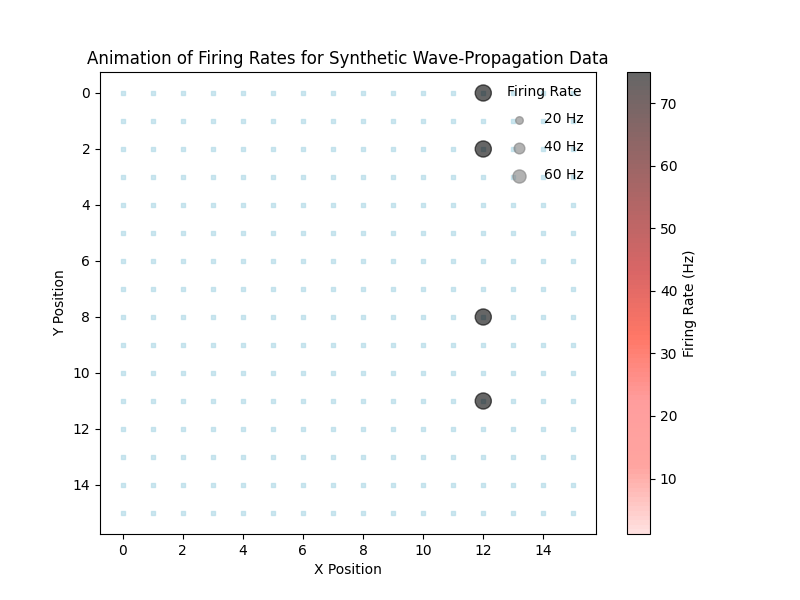 Animation of Firing Rates for Synthetic Wave-Propagation Data
Firing Rate
20 Hz
40 Hz
60 Hz
0
2
4
6
8
10
12
14
Y Position
0 2 4 6 8 10 12 14
X Position
70
60
50
40
30
20
10
Firing Rate (Hz)